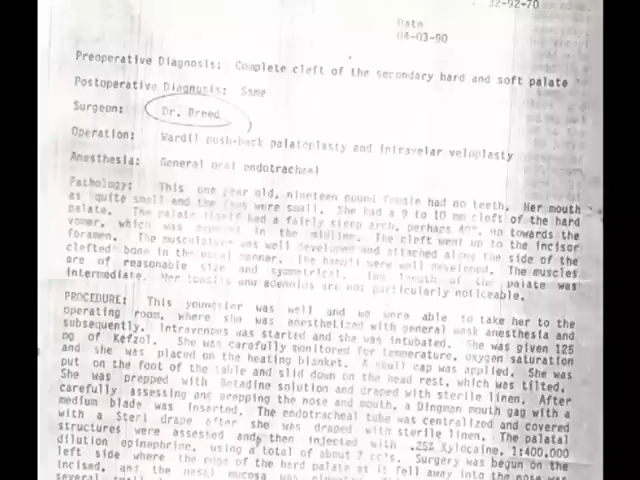 32-92-70
Date
04-03-90
Preoperative Diagnosis: Complete cleft of the secondary hard and soft palate
Postoperative Diagnosis: Same
Surgeon: Dr. Breed
Operation: Wardil push-back palatoplasty and intravelar veloplasty
Anesthesia: General oral endotracheal
Pathology: This one year old, nineteen pound female had no teeth. Her mouth
as quite small and the jaws were small. She had a 9 to 10 mm cleft of the hard
palate. The palate itself had a fairly steep arch, perhaps 40°, up towards the
vomer, which was in the midline. The cleft went up to the incisor
foramen. The musculature was well developed and attached along the side of the
clefted bone in the usual manner. The hamuli were well developed. The muscles
are of reasonable size and symmetrical. The length of the palate was
intermediate. Her tonsils and adenoids are not particularly noticeable.
PROCEDURE: This youngster was well and we were able to take her to the
operating room, where she was anesthetized with general mask anesthesia and
subsequently, intravenous was started and she was intubated. She was given 125
mg of Kefzol. She was carefully monitored for temperature, oxygen saturation
and she was placed on the heating blanket. A skull cap was applied. She was
put on the foot of the table and slid down on the head rest, which was tilted.
She was prepped with Betadine solution and draped with sterile linen. After
carefully assessing and prepping the nose and mouth, a Dingman mouth gag with a
medium blade was inserted. The endotracheal tube was centralized and covered
with a Steri drape after she was draped with sterile linen. The palatal
structures were assessed and then injected with .25% Xylocaine, 1:400,000
dilution epinephrine, using a total of about 7 cc's. Surgery was begun on the
left side where the edge of the hard palate as it fell away into the nose was
incised, and the nasal mucosa was
several